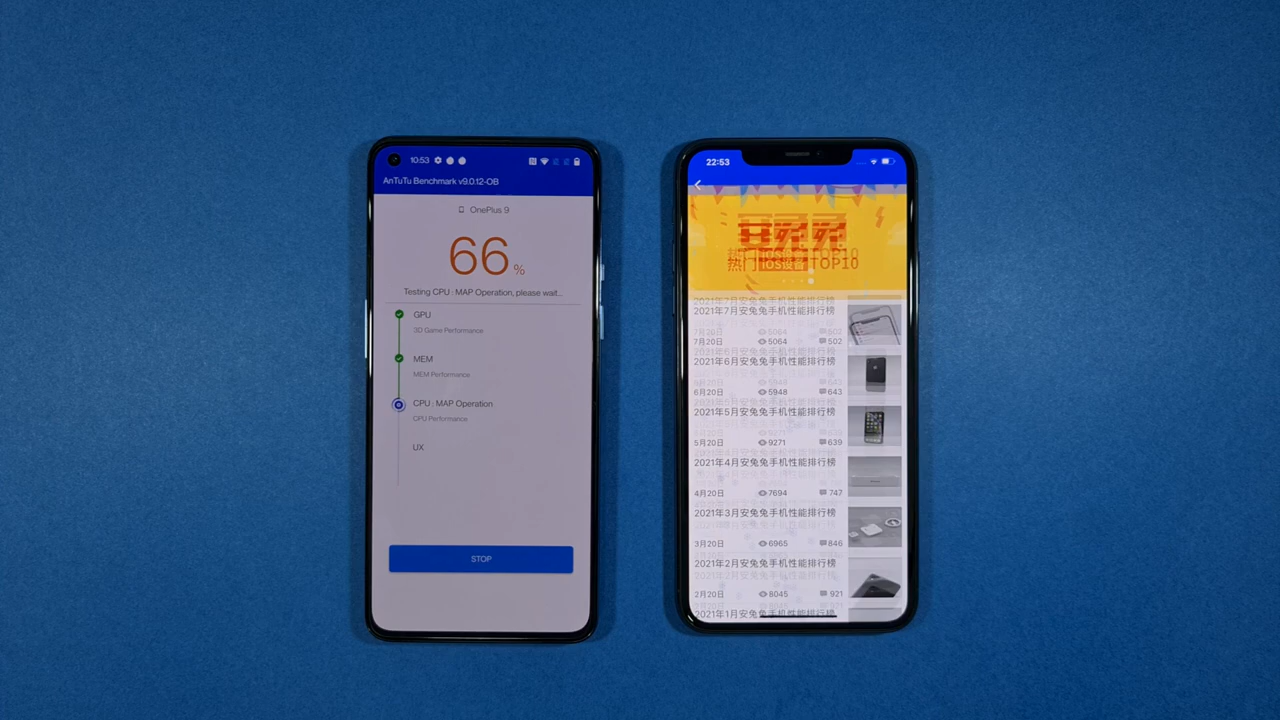 10:53
AnTuTu Benchmark v9.0.12-OB
OnePlus 9
66%
Testing CPU : MAP Operation, please wait...
GPU
3D Game Performance
MEM
MEM Performance
CPU : MAP Operation
CPU Performance
UX
STOP
22:53
安兔兔
热门iOS设备TOP10
2021年7月安兔兔手机性能排行榜
7月20日 5064 502
2021年6月安兔兔手机性能排行榜
6月20日 5948 643
2021年5月安兔兔手机性能排行榜
5月20日 9271 639
2021年4月安兔兔手机性能排行榜
4月20日 7694 747
2021年3月安兔兔手机性能排行榜
3月20日 6965 846
2021年2月安兔兔手机性能排行榜
2月20日 8045 921
2021年1月安兔兔手机性能排行榜